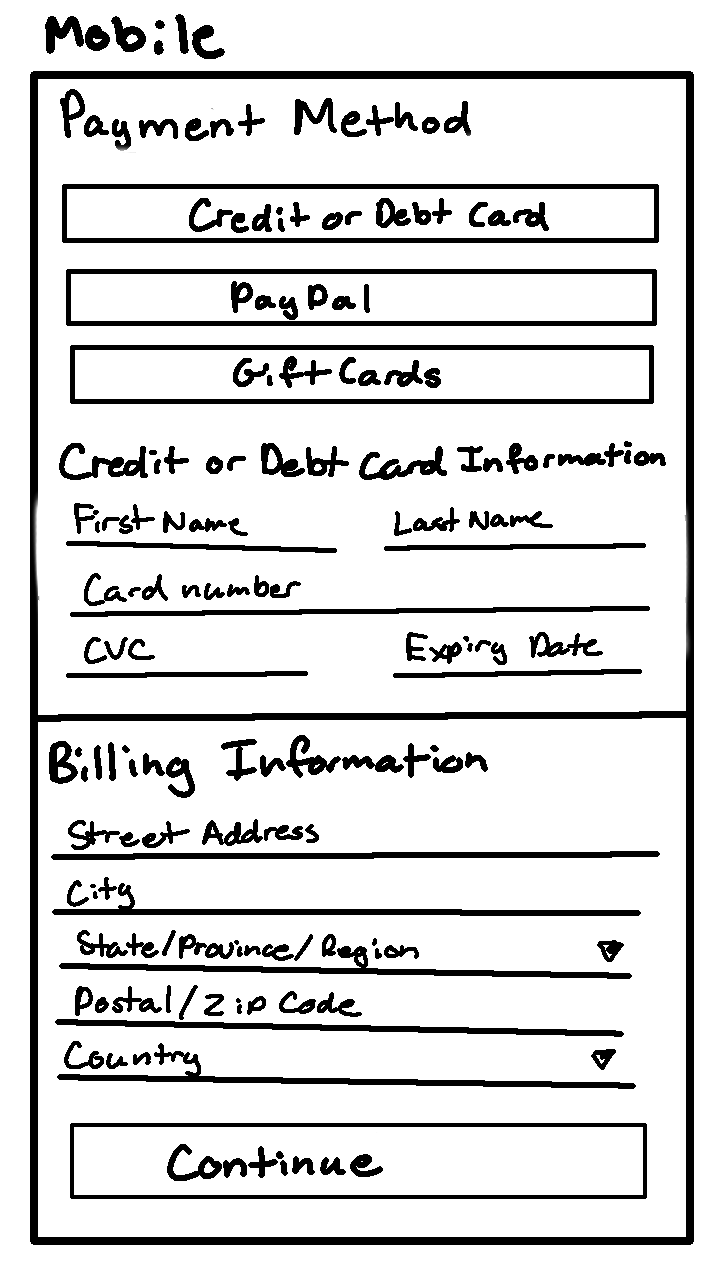 Mobile
Payment Method
Credit or Debt Card
PayPal
Gift Cards
Credit or Debt Card Information
First Name Last Name
Card number
CVC Expiry Date
Billing Information
Street Address
City
State/Province/Region
Postal/Zip Code
Country
Continue